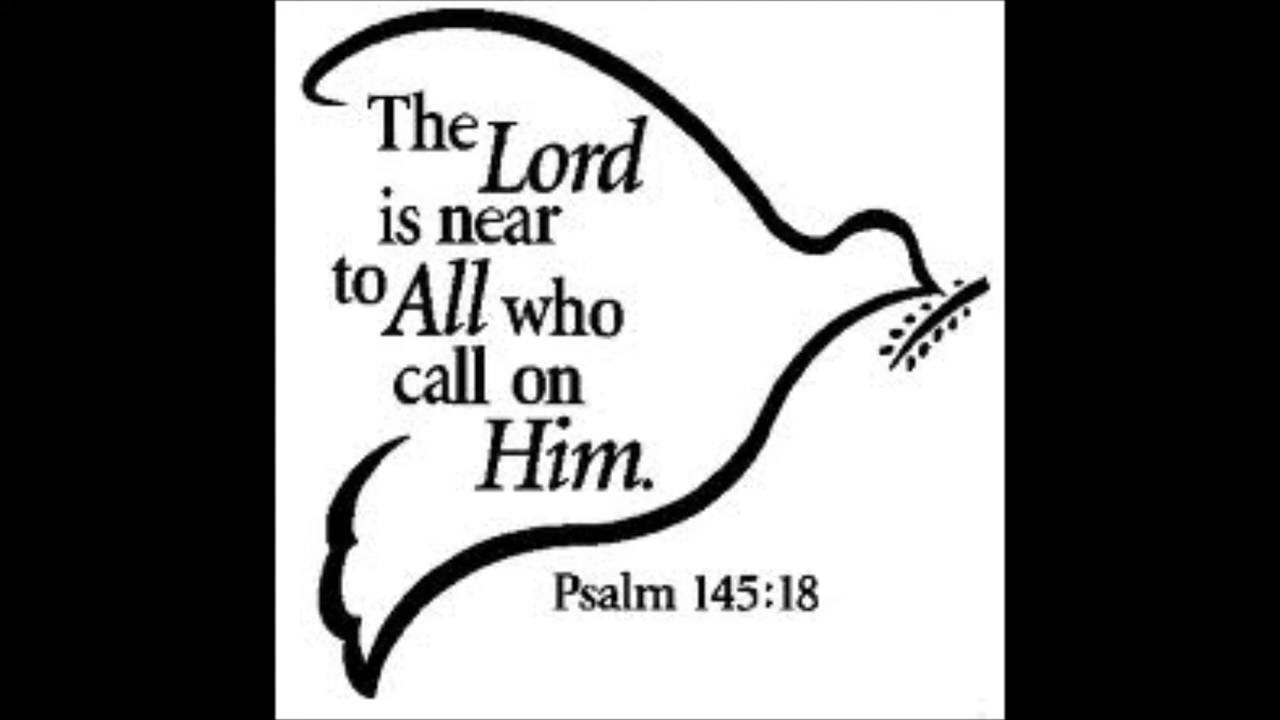 The Lord
is near
to All who
call on
Him.
Psalm 145:18